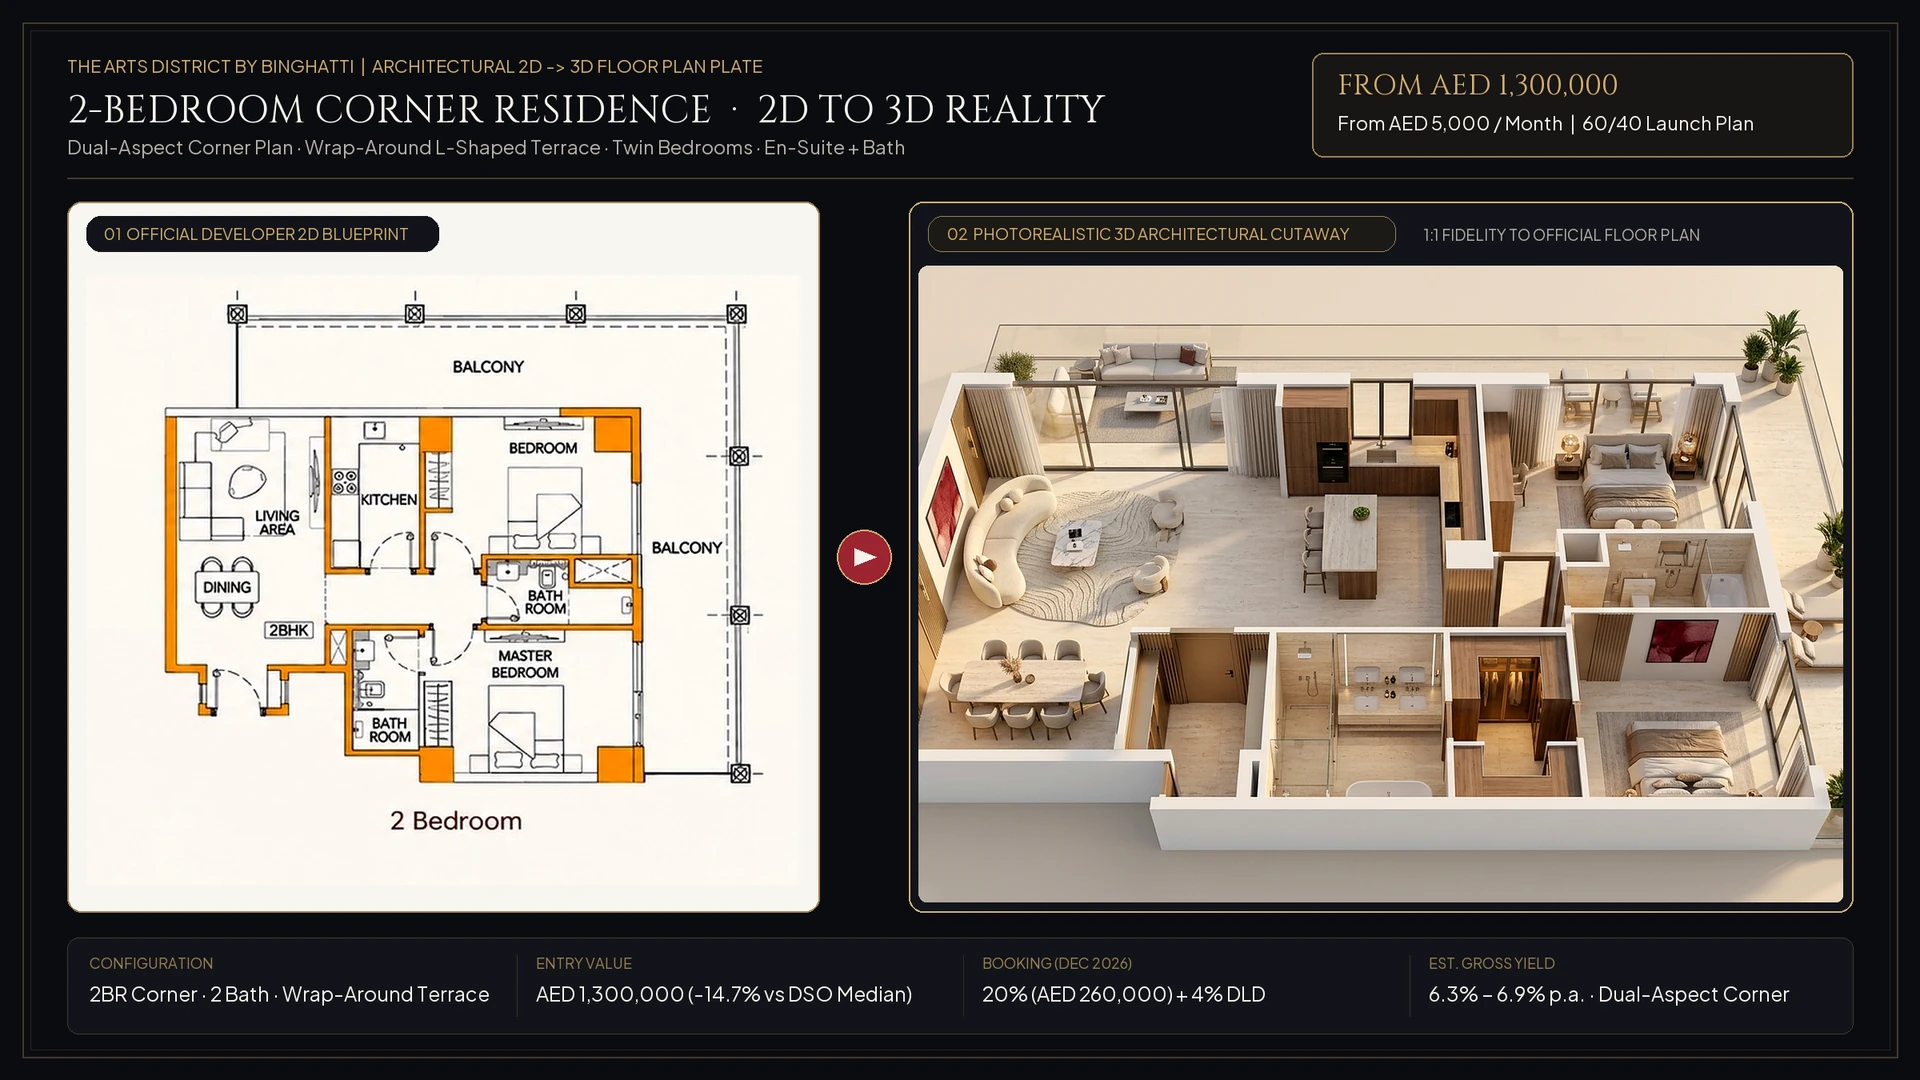 THE ARTS DISTRICT BY BINGHATTI | ARCHITECTURAL 2D -> 3D FLOOR PLAN PLATE
2-BEDROOM CORNER RESIDENCE · 2D TO 3D REALITY
Dual-Aspect Corner Plan · Wrap-Around L-Shaped Terrace · Twin Bedrooms · En-Suite + Bath
FROM AED 1,300,000
From AED 5,000 / Month | 60/40 Launch Plan
01 OFFICIAL DEVELOPER 2D BLUEPRINT
BALCONY
BEDROOM
KITCHEN
LIVING
AREA
BALCONY
DINING
BATH
ROOM
2BHK
MASTER
BEDROOM
BATH
ROOM
2 Bedroom
02 PHOTOREALISTIC 3D ARCHITECTURAL CUTAWAY
1:1 FIDELITY TO OFFICIAL FLOOR PLAN
CONFIGURATION
2BR Corner · 2 Bath · Wrap-Around Terrace
ENTRY VALUE
AED 1,300,000 (-14.7% vs DSO Median)
BOOKING (DEC 2026)
20% (AED 260,000) + 4% DLD
EST. GROSS YIELD
6.3% – 6.9% p.a. · Dual-Aspect Corner